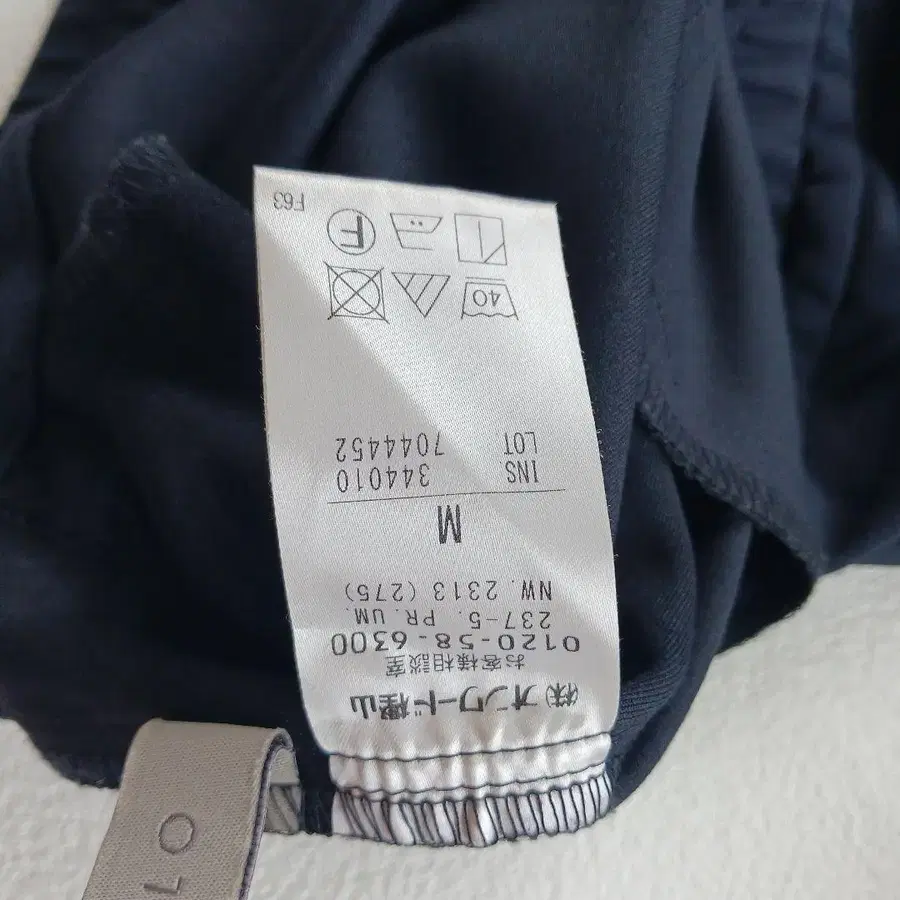 ㈱オンワード樫山
お客様相談室
0120-58-6300
237-5. PR. UM.
NW. 2313 (275)
M
INS 344010
LOT 7044452
40
F
F63